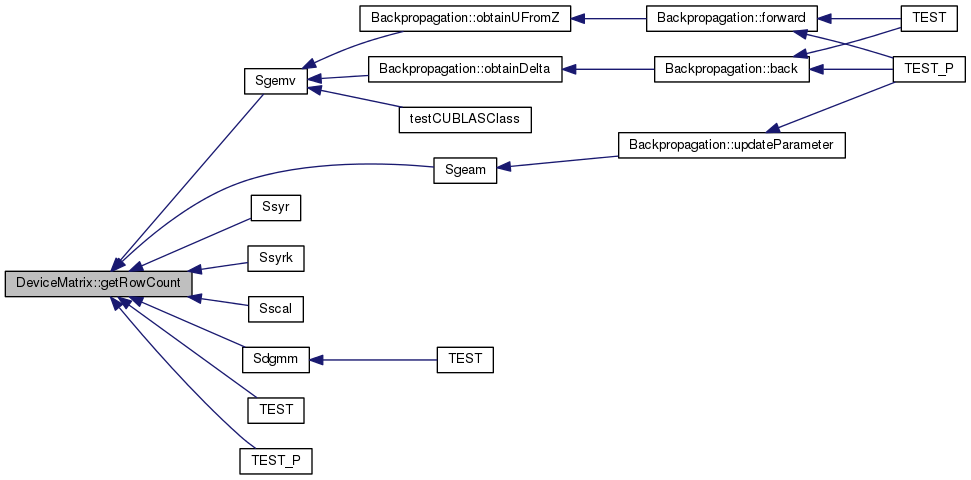 Backpropagation::obtainUFromZ
Backpropagation::forward
TEST
Sgemv
Backpropagation::obtainDelta
Backpropagation::back
TEST_P
testCUBLASClass
Backpropagation::updateParameter
Sgeam
Ssyr
Ssyrk
DeviceMatrix::getRowCount
Sscal
Sdgmm
TEST
TEST
TEST_P